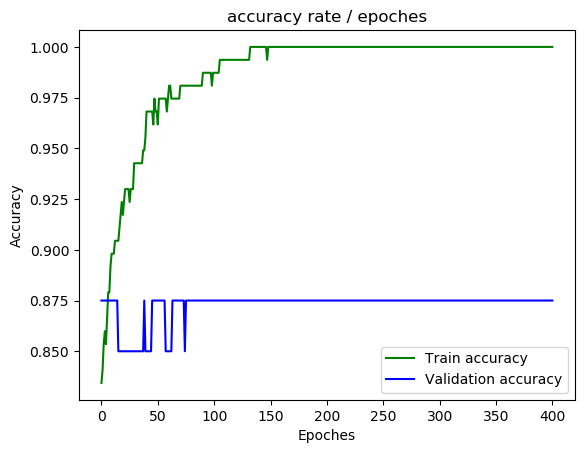 accuracy rate / epoches
1.000
0.975
0.950
0.925
0.900
0.875
0.850
Accuracy
Train accuracy
Validation accuracy
0 50 100 150 200 250 300 350 400
Epoches